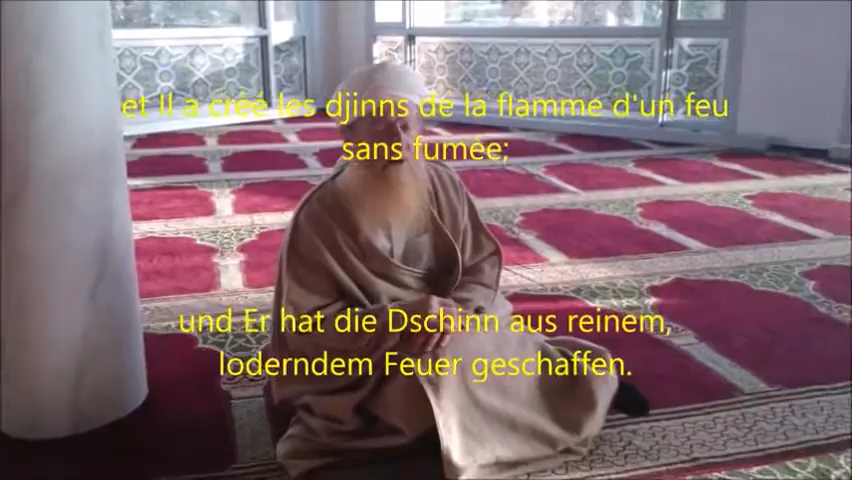 et Il a créé les djinns de la flamme d'un feu
sans fumée;
und Er hat die Dschinn aus reinem,
loderndem Feuer geschaffen.